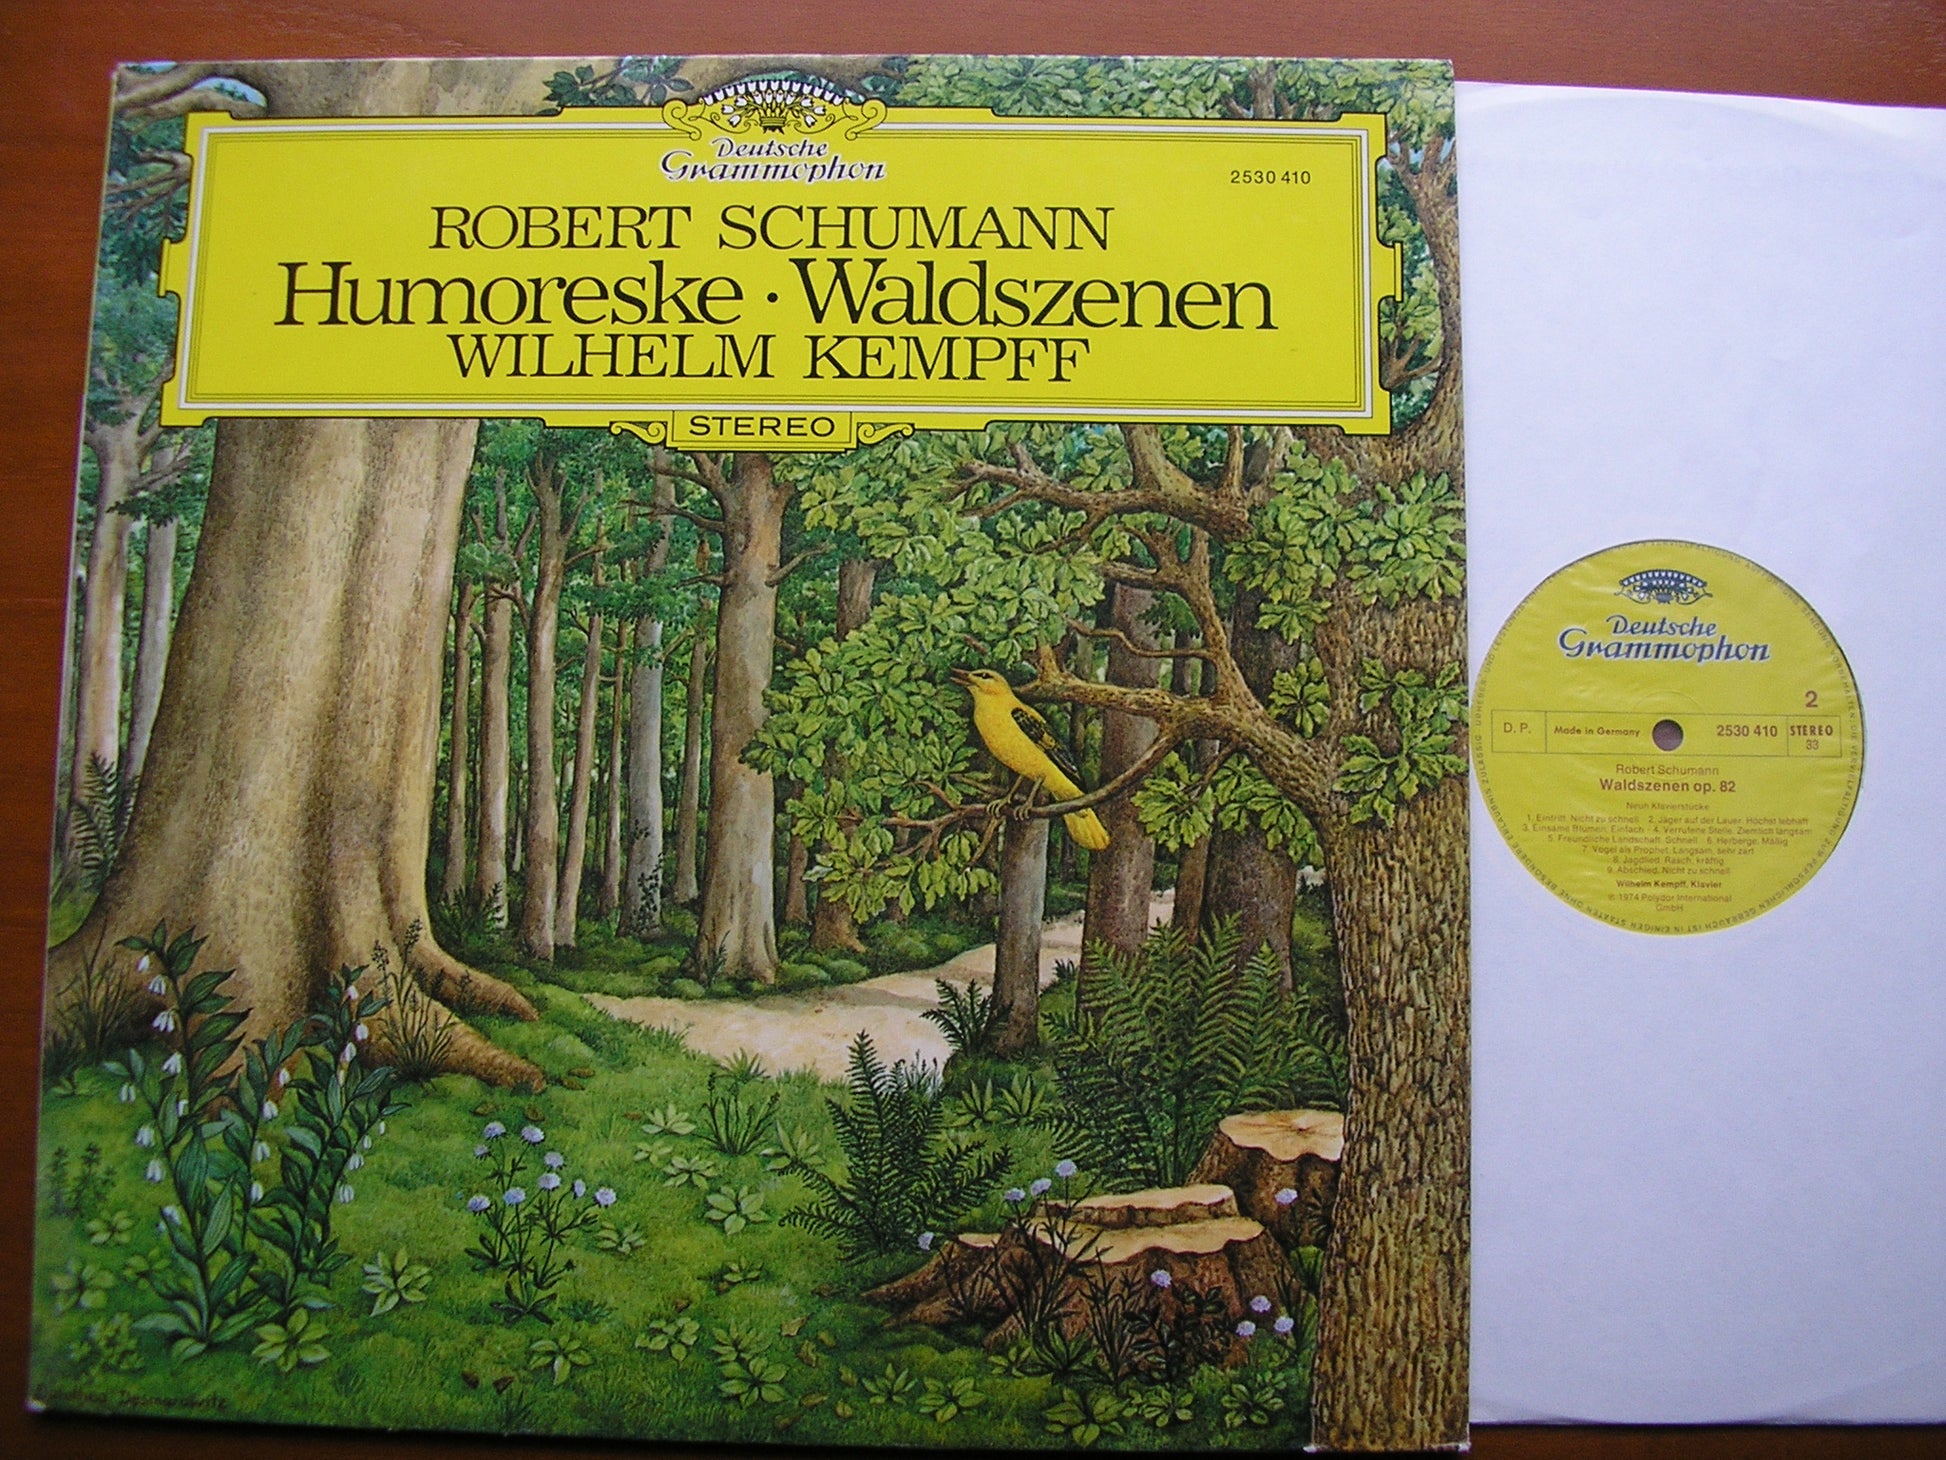 Deutsche
Grammophon
2530 410
ROBERT SCHUMANN
Humoreske · Waldszenen
WILHELM KEMPFF
STEREO
Deutsche
Grammophon
2
D. P.
Made in Germany
2530 410
STEREO
33
Robert Schumann
Waldszenen op. 82
Neun Klavierstücke
1. Eintritt. Nicht zu schnell · 2. Jäger auf der Lauer. Höchst lebhaft
3. Einsame Blumen. Einfach · 4. Verrufene Stelle. Ziemlich langsam
5. Freundliche Landschaft. Schnell · 6. Herberge. Mäßig
7. Vogel als Prophet. Langsam, sehr zart
8. Jagdlied. Rasch, kräftig
9. Abschied. Nicht zu schnell
Wilhelm Kempff, Klavier
℗ 1974 Polydor International
GmbH